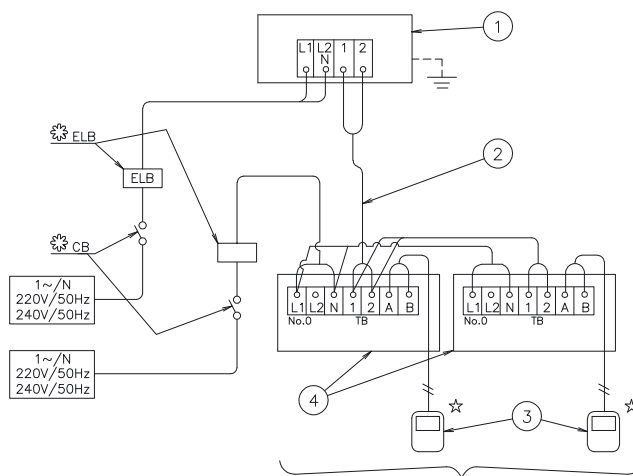 1
L1 L2 N 1 2
ELB
ELB
2
CB
1~/N
220V/50Hz
240V/50Hz
L1 L2 N 1 2 A B
No.0 TB
L1 L2 N 1 2 A B
No.0 TB
1~/N
220V/50Hz
240V/50Hz
4
3